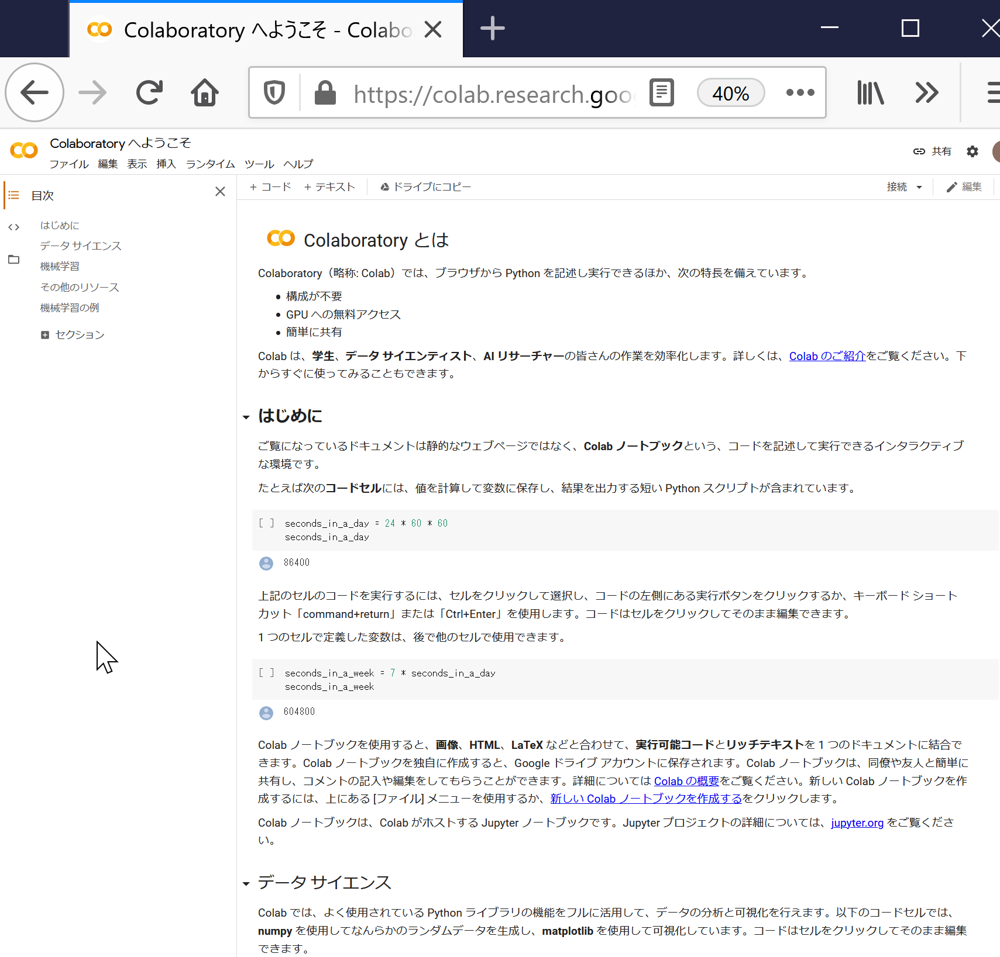 Colaboratory へようこそ - Colabo
https://colab.research.goo
40%
Colaboratory へようこそ
ファイル 編集 表示 挿入 ランタイム ツール ヘルプ
共有
目次
はじめに
データ サイエンス
機械学習
その他のリソース
機械学習の例
セクション
+ コード + テキスト ドライブにコピー
接続 編集
Colaboratory とは
Colaboratory（略称: Colab）では、ブラウザから Python を記述し実行できるほか、次の特長を備えています。
• 構成が不要
• GPU への無料アクセス
• 簡単に共有
Colab は、学生、データ サイエンティスト、AI リサーチャーの皆さんの作業を効率化します。詳しくは、Colab のご紹介をご覧ください。下
からすぐに使ってみることもできます。
はじめに
ご覧になっているドキュメントは静的なウェブページではなく、Colab ノートブックという、コードを記述して実行できるインタラクティブ
な環境です。
たとえば次のコードセルには、値を計算して変数に保存し、結果を出力する短い Python スクリプトが含まれています。
[ ] seconds_in_a_day = 24 * 60 * 60
seconds_in_a_day
86400
上記のセルのコードを実行するには、セルをクリックして選択し、コードの左側にある実行ボタンをクリックするか、キーボード ショート
カット「command+return」または「Ctrl+Enter」を使用します。コードはセルをクリックしてそのまま編集できます。
1 つのセルで定義した変数は、後で他のセルで使用できます。
[ ] seconds_in_a_week = 7 * seconds_in_a_day
seconds_in_a_week
604800
Colab ノートブックを使用すると、画像、HTML、LaTeX などと合わせて、実行可能コードとリッチテキストを 1 つのドキュメントに結合で
きます。Colab ノートブックを独自に作成すると、Google ドライブ アカウントに保存されます。Colab ノートブックは、同僚や友人と簡単に
共有し、コメントの記入や編集をしてもらうことができます。詳細については Colab の概要をご覧ください。新しい Colab ノートブックを作
成するには、上にある [ファイル] メニューを使用するか、新しい Colab ノートブックを作成するをクリックします。
Colab ノートブックは、Colab がホストする Jupyter ノートブックです。Jupyter プロジェクトの詳細については、jupyter.org をご覧くださ
い。
データ サイエンス
Colab では、よく使用されている Python ライブラリの機能をフルに活用して、データの分析と可視化を行えます。以下のコードセルでは、
numpy を使用してなんらかのランダムデータを生成し、matplotlib を使用して可視化しています。コードはセルをクリックしてそのまま編集
できます。